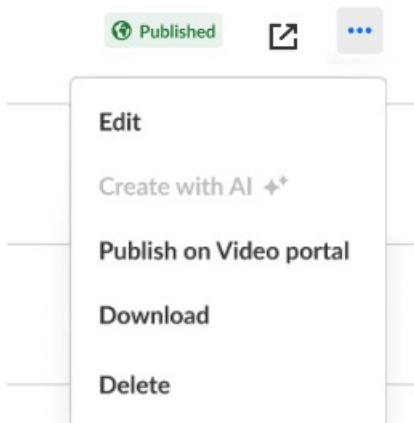 Published
Edit
Create with AI
Publish on Video portal
Download
Delete